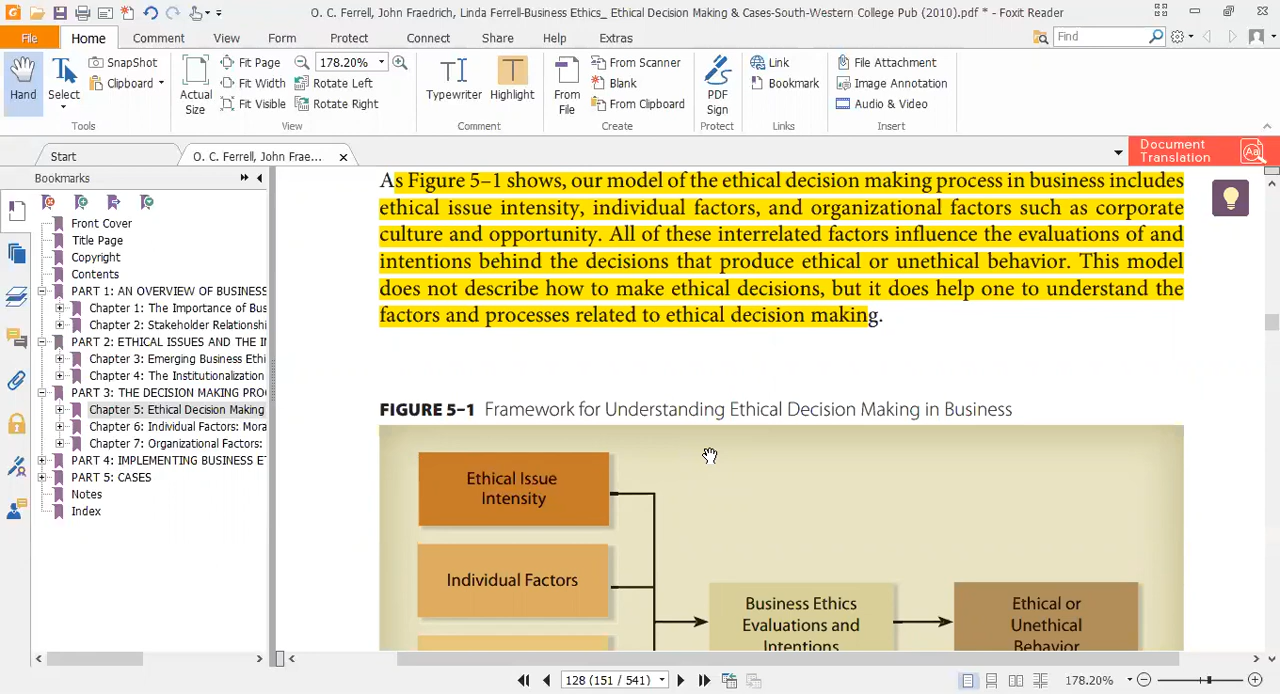 O. C. Ferrell, John Fraedrich, Linda Ferrell-Business Ethics_ Ethical Decision Making & Cases-South-Western College Pub (2010).pdf * - Foxit Reader
File Home Comment View Form Protect Connect Share Help Extras Find
Hand
Select
SnapShot
Clipboard
Tools
Actual
Size
Fit Page
Fit Width
Fit Visible
178.20%
Rotate Left
Rotate Right
View
Typewriter
Highlight
Comment
From
File
From Scanner
Blank
From Clipboard
Create
PDF
Sign
Protect
Link
Bookmark
Links
File Attachment
Image Annotation
Audio & Video
Insert
Start
O. C. Ferrell, John Frae...
Document
Translation
Bookmarks
Front Cover
Title Page
Copyright
Contents
PART 1: AN OVERVIEW OF BUSINESS
Chapter 1: The Importance of Bus
Chapter 2: Stakeholder Relationshi
PART 2: ETHICAL ISSUES AND THE I
Chapter 3: Emerging Business Ethi
Chapter 4: The Institutionalization
PART 3: THE DECISION MAKING PRO
Chapter 5: Ethical Decision Making
Chapter 6: Individual Factors: Mora
Chapter 7: Organizational Factors:
PART 4: IMPLEMENTING BUSINESS ET
PART 5: CASES
Notes
Index
As Figure 5–1 shows, our model of the ethical decision making process in business includes
ethical issue intensity, individual factors, and organizational factors such as corporate
culture and opportunity. All of these interrelated factors influence the evaluations of and
intentions behind the decisions that produce ethical or unethical behavior. This model
does not describe how to make ethical decisions, but it does help one to understand the
factors and processes related to ethical decision making.
FIGURE 5–1 Framework for Understanding Ethical Decision Making in Business
Ethical Issue
Intensity
Individual Factors
Business Ethics
Evaluations and
Intentions
Ethical or
Unethical
Behavior
128 (151 / 541)
178.20%